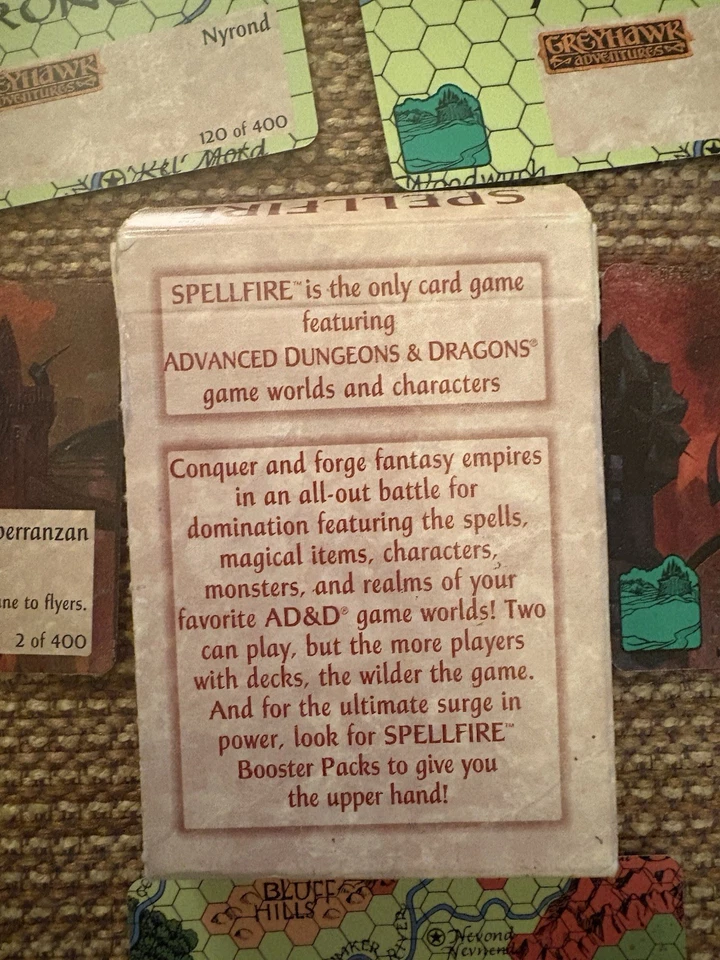 Nyrond
GREYHAWK
ADVENTURES
120 of 400
GREYHAWK
ADVENTURES
Woodwych
SPELLFIRE
SPELLFIRE™ is the only card game
featuring
ADVANCED DUNGEONS & DRAGONS®
game worlds and characters
Conquer and forge fantasy empires
in an all-out battle for
domination featuring the spells,
magical items, characters,
monsters, and realms of your
favorite AD&D® game worlds! Two
can play, but the more players
with decks, the wilder the game.
And for the ultimate surge in
power, look for SPELLFIRE™
Booster Packs to give you
the upper hand!
berranzan
ne to flyers.
2 of 400
BLUFF
HILLS
RIVER